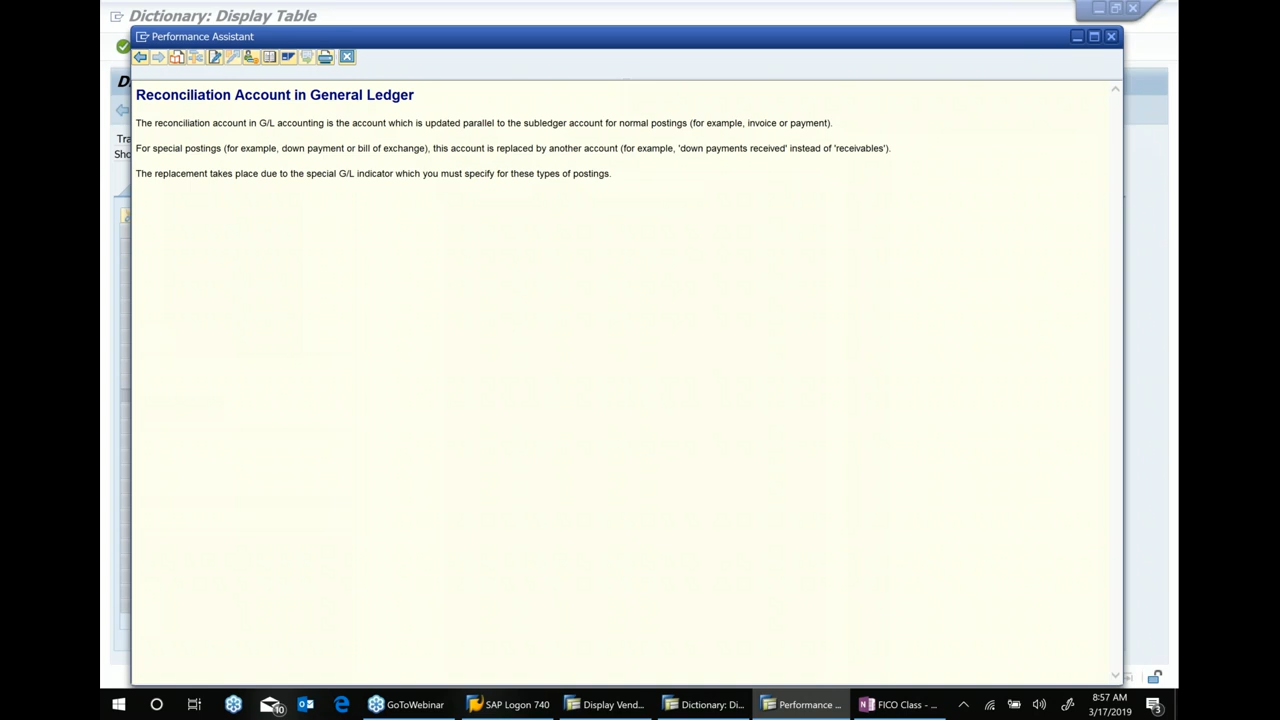 Dictionary: Display Table
Performance Assistant
Reconciliation Account in General Ledger
The reconciliation account in G/L accounting is the account which is updated parallel to the subledger account for normal postings (for example, invoice or payment).
For special postings (for example, down payment or bill of exchange), this account is replaced by another account (for example, 'down payments received' instead of 'receivables').
The replacement takes place due to the special G/L indicator which you must specify for these types of postings.
D
Tra
Sho
10
GoToWebinar
SAP Logon 740
Display Vend...
Dictionary: Di...
Performance ...
FICO Class - ...
8:57 AM
3/17/2019
3